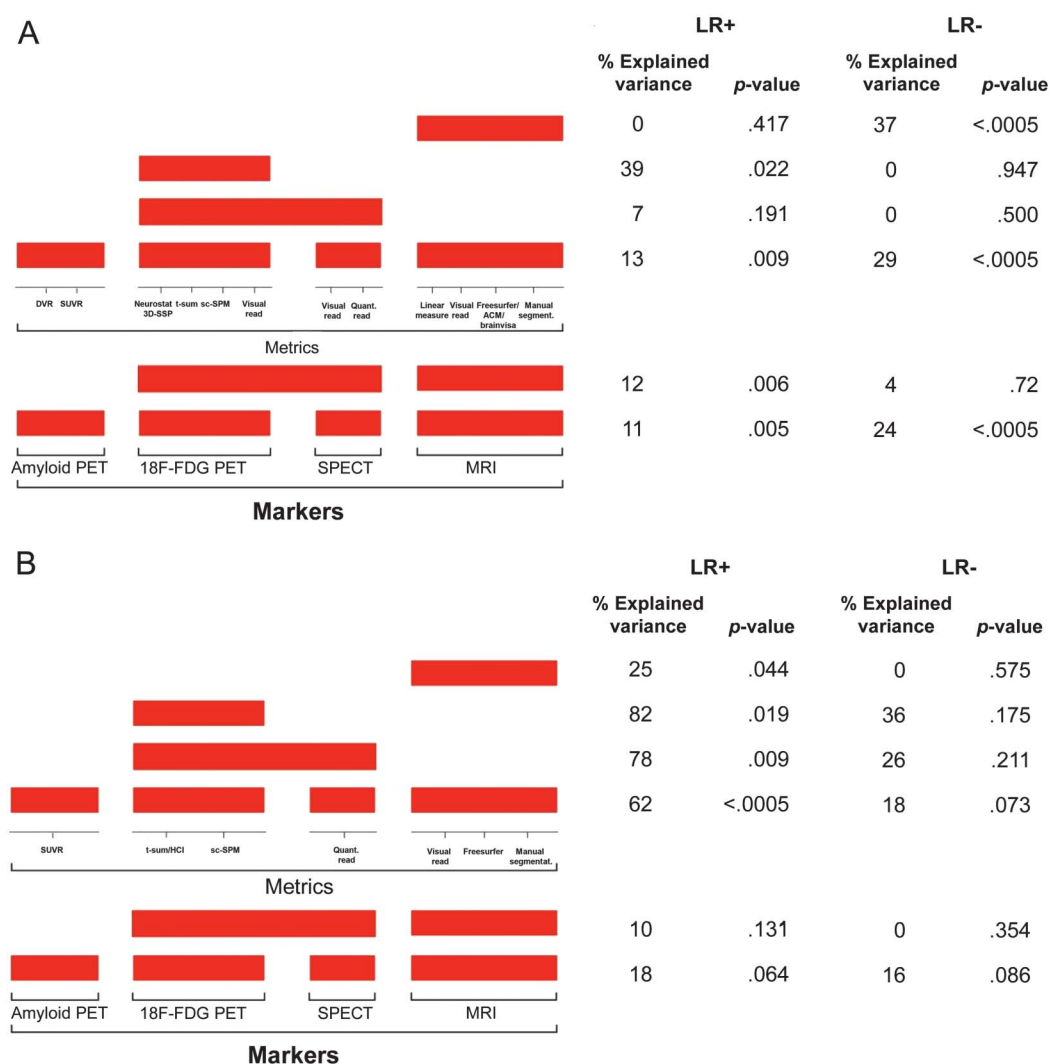 A
LR+ LR-
% Explained variance p-value % Explained variance p-value
0 .417 37 <.0005
39 .022 0 .947
7 .191 0 .500
13 .009 29 <.0005
DVR SUVR Neurostat 3D-SSP t-sum sc-SPM Visual read Visual read Quant. read Linear measure Visual read Freesurfer/ ACM/ brainvisa Manual segment.
Metrics
12 .006 4 .72
11 .005 24 <.0005
Amyloid PET 18F-FDG PET SPECT MRI
Markers
B
LR+ LR-
% Explained variance p-value % Explained variance p-value
25 .044 0 .575
82 .019 36 .175
78 .009 26 .211
62 <.0005 18 .073
SUVR t-sum/HCI sc-SPM Quant. read Visual read Freesurfer Manual segmentat.
Metrics
10 .131 0 .354
18 .064 16 .086
Amyloid PET 18F-FDG PET SPECT MRI
Markers